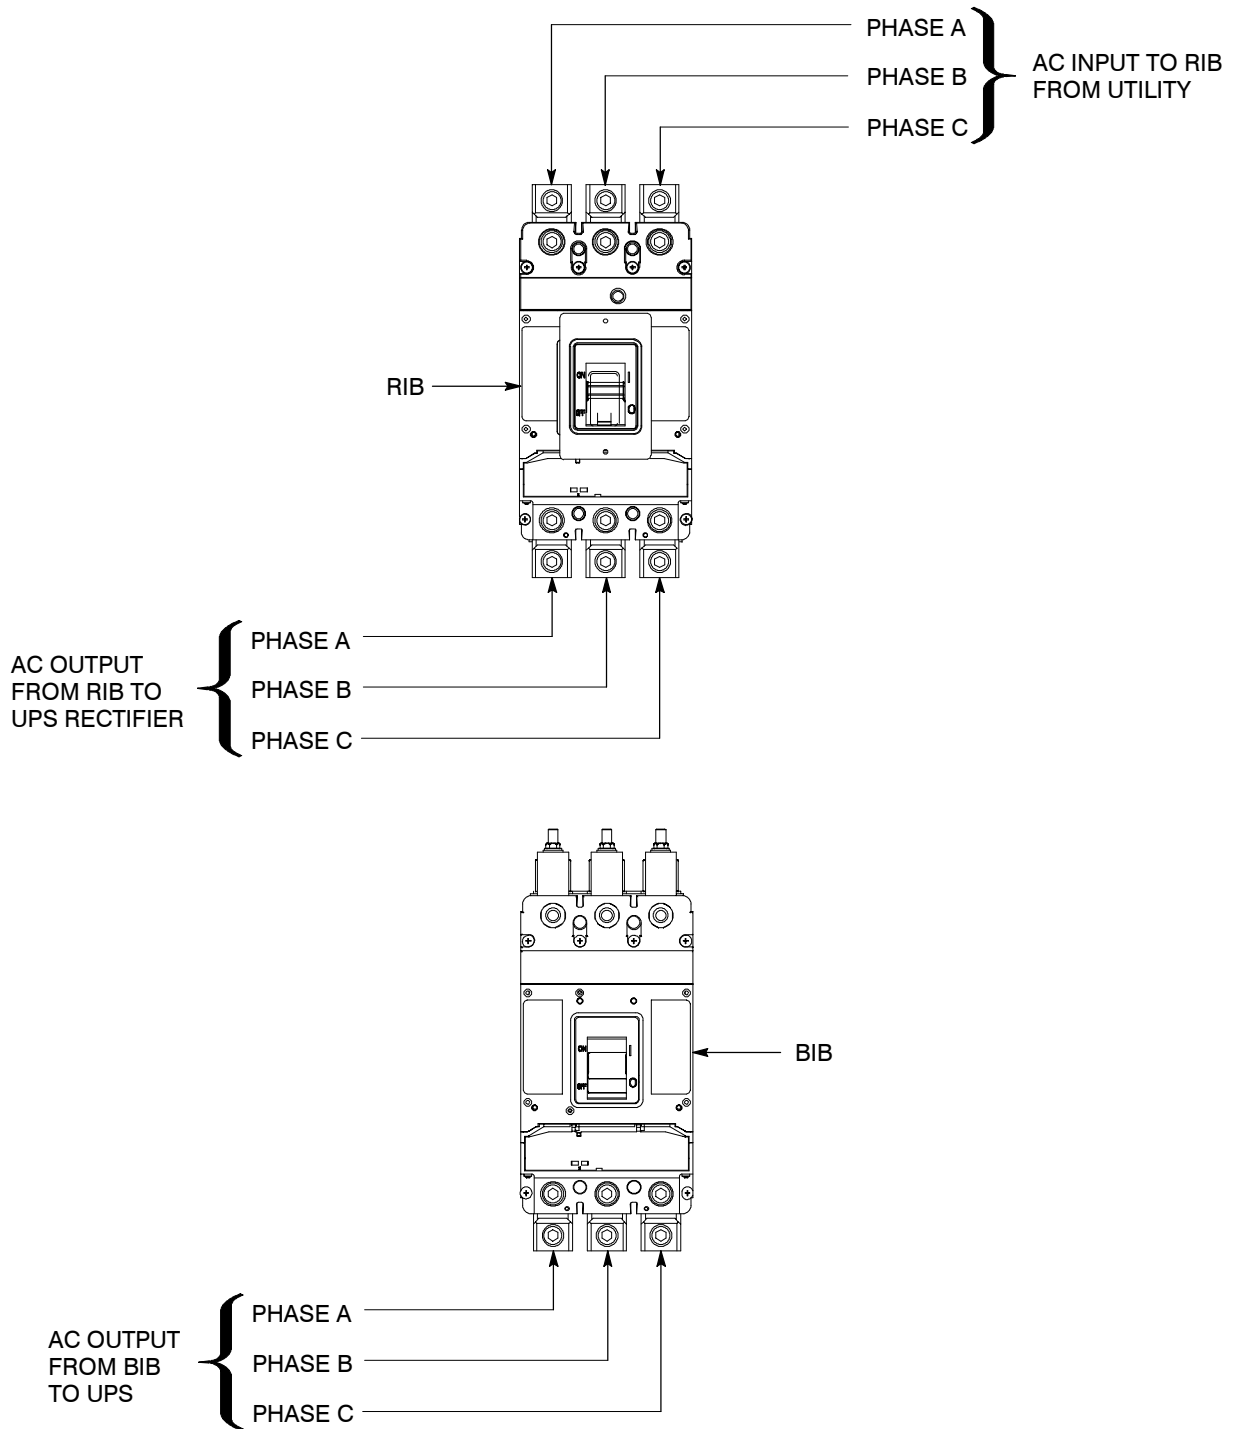 PHASE A
PHASE B
PHASE C
AC INPUT TO RIB
FROM UTILITY
ON
I
RIB
OFF
O
PHASE A
PHASE B
PHASE C
AC OUTPUT
FROM RIB TO
UPS RECTIFIER
ON
I
BIB
OFF
O
PHASE A
PHASE B
PHASE C
AC OUTPUT
FROM BIB
TO UPS